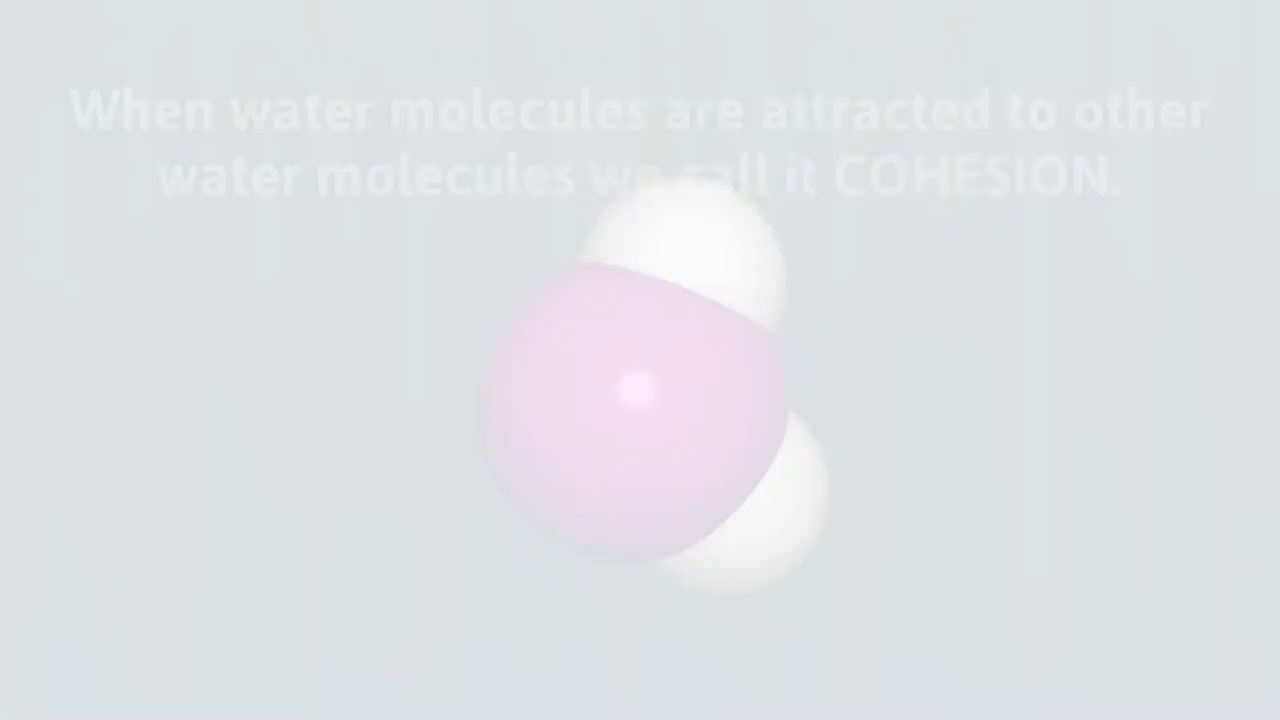 When water molecules are attracted to other
water molecules we call it COHESION.